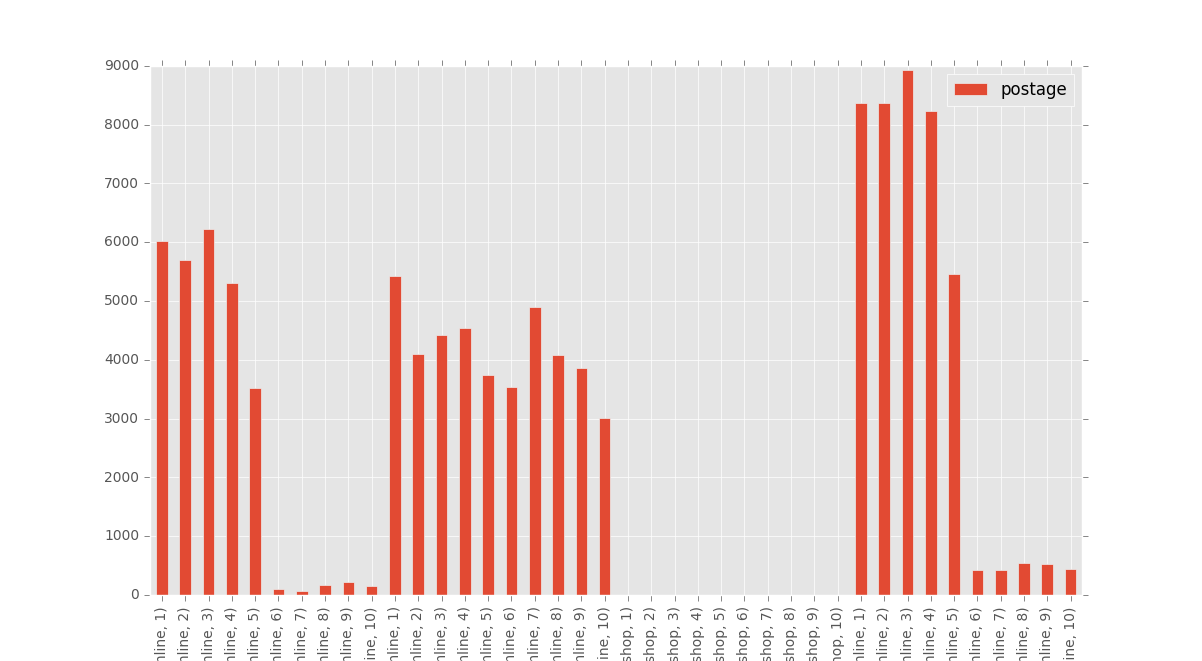 9000
8000
7000
6000
5000
4000
3000
2000
1000
0
postage
nline, 1)
nline, 2)
nline, 3)
nline, 4)
nline, 5)
nline, 6)
nline, 7)
nline, 8)
nline, 9)
ine, 10)
nline, 1)
nline, 2)
nline, 3)
nline, 4)
nline, 5)
nline, 6)
nline, 7)
nline, 8)
nline, 9)
ine, 10)
shop, 1)
shop, 2)
shop, 3)
shop, 4)
shop, 5)
shop, 6)
shop, 7)
shop, 8)
shop, 9)
hop, 10)
nline, 1)
nline, 2)
nline, 3)
nline, 4)
nline, 5)
nline, 6)
nline, 7)
nline, 8)
nline, 9)
ine, 10)